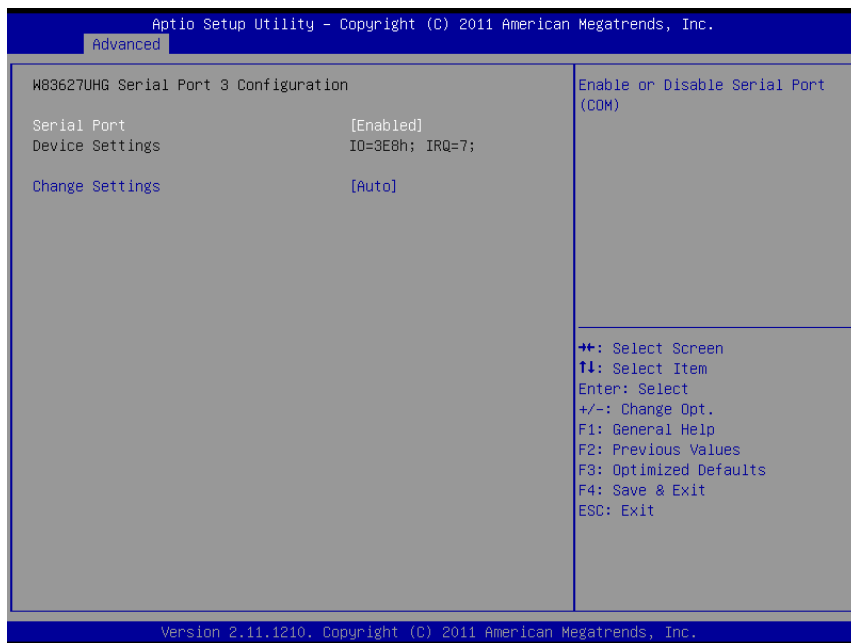 Aptio Setup Utility – Copyright (C) 2011 American Megatrends, Inc.
Advanced
W83627UHG Serial Port 3 Configuration
Serial Port [Enabled]
Device Settings IO=3E8h; IRQ=7;
Change Settings [Auto]
Enable or Disable Serial Port
(COM)
→←: Select Screen
↑↓: Select Item
Enter: Select
+/-: Change Opt.
F1: General Help
F2: Previous Values
F3: Optimized Defaults
F4: Save & Exit
ESC: Exit
Version 2.11.1210. Copyright (C) 2011 American Megatrends, Inc.